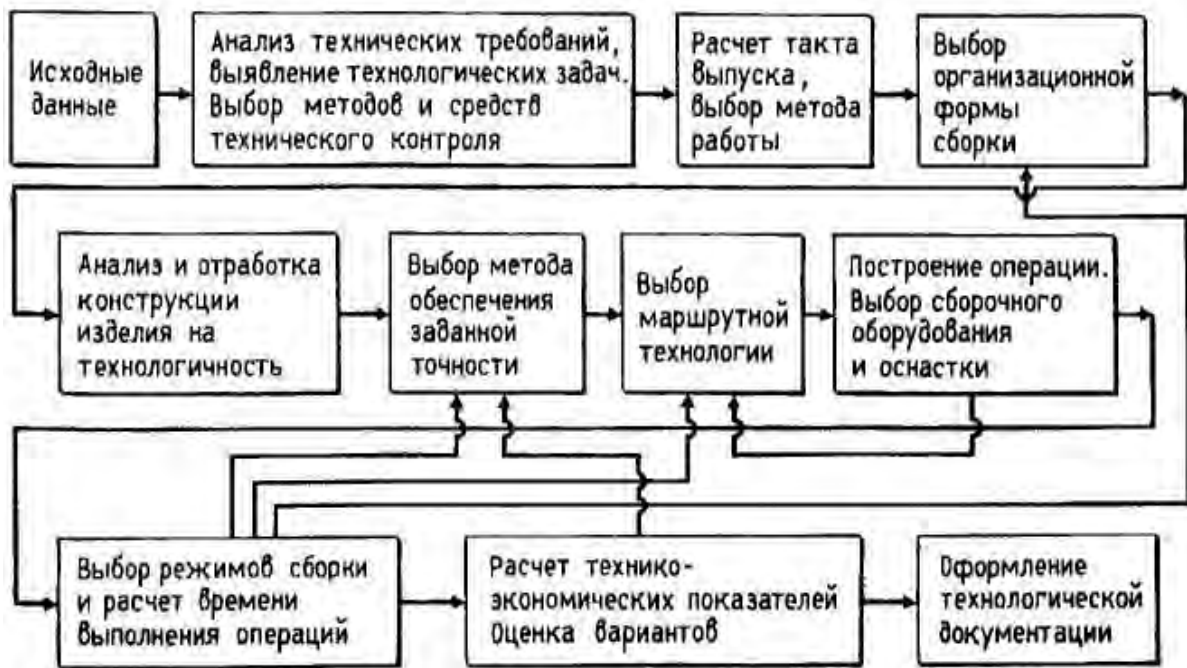 Исходные
данные
Анализ технических требований,
выявление технологических задач.
Выбор методов и средств
технического контроля
Расчет такта
выпуска,
выбор метода
работы
Выбор
организационной
формы
сборки
Анализ и отработка
конструкции
изделия на
технологичность
Выбор метода
обеспечения
заданной
точности
Выбор
маршрутной
технологии
Построение операции.
Выбор сборочного
оборудования
и оснастки
Выбор режимов сборки
и расчет времени
выполнения операций
Расчет технико-
экономических показателей
Оценка вариантов
Оформление
технологической
документации